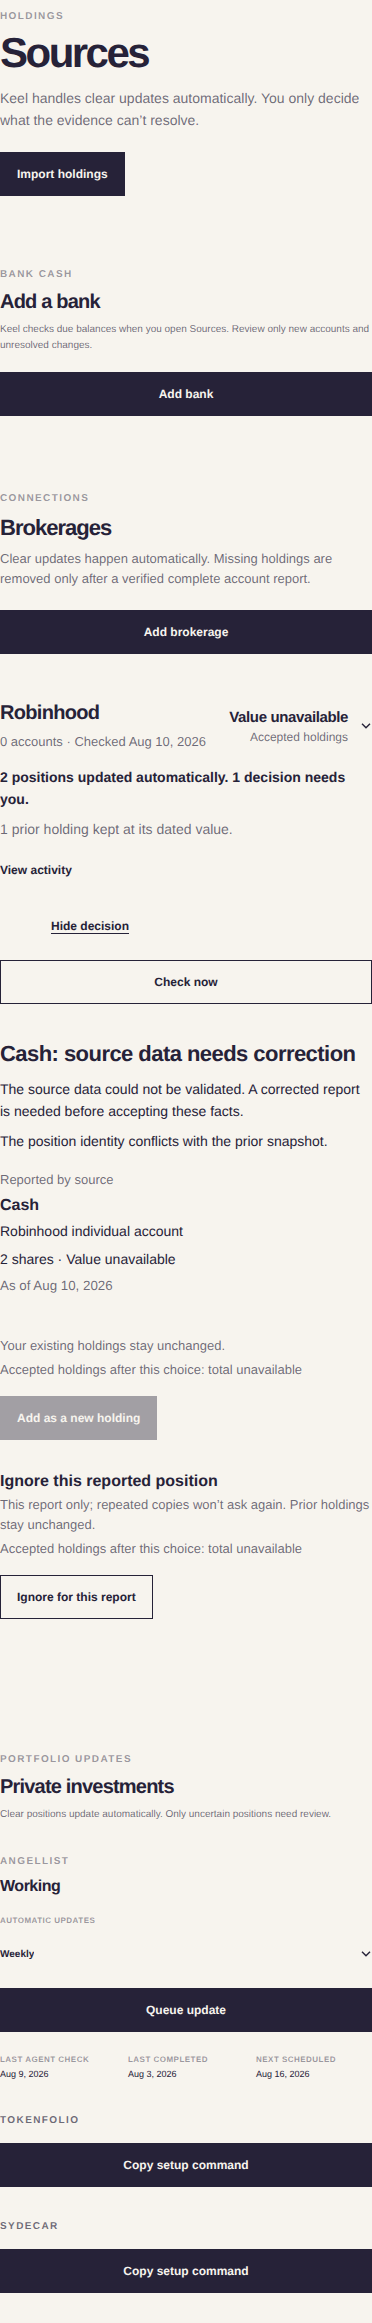 HOLDINGS
Sources
Keel handles clear updates automatically. You only decide
what the evidence can't resolve.
Import holdings
BANK CASH
Add a bank
Keel checks due balances when you open Sources. Review only new accounts and
unresolved changes.
Add bank
CONNECTIONS
Brokerages
Clear updates happen automatically. Missing holdings are
removed only after a verified complete account report.
Add brokerage
Robinhood
Value unavailable
0 accounts · Checked Aug 10, 2026
Accepted holdings
2 positions updated automatically. 1 decision needs
you.
1 prior holding kept at its dated value.
View activity
Hide decision
Check now
Cash: source data needs correction
The source data could not be validated. A corrected report
is needed before accepting these facts.
The position identity conflicts with the prior snapshot.
Reported by source
Cash
Robinhood individual account
2 shares · Value unavailable
As of Aug 10, 2026
Your existing holdings stay unchanged.
Accepted holdings after this choice: total unavailable
Add as a new holding
Ignore this reported position
This report only; repeated copies won't ask again. Prior holdings
stay unchanged.
Accepted holdings after this choice: total unavailable
Ignore for this report
PORTFOLIO UPDATES
Private investments
Clear positions update automatically. Only uncertain positions need review.
ANGELLIST
Working
AUTOMATIC UPDATES
Weekly
Queue update
LAST AGENT CHECK
LAST COMPLETED
NEXT SCHEDULED
Aug 9, 2026
Aug 3, 2026
Aug 16, 2026
TOKENFOLIO
Copy setup command
SYDECAR
Copy setup command